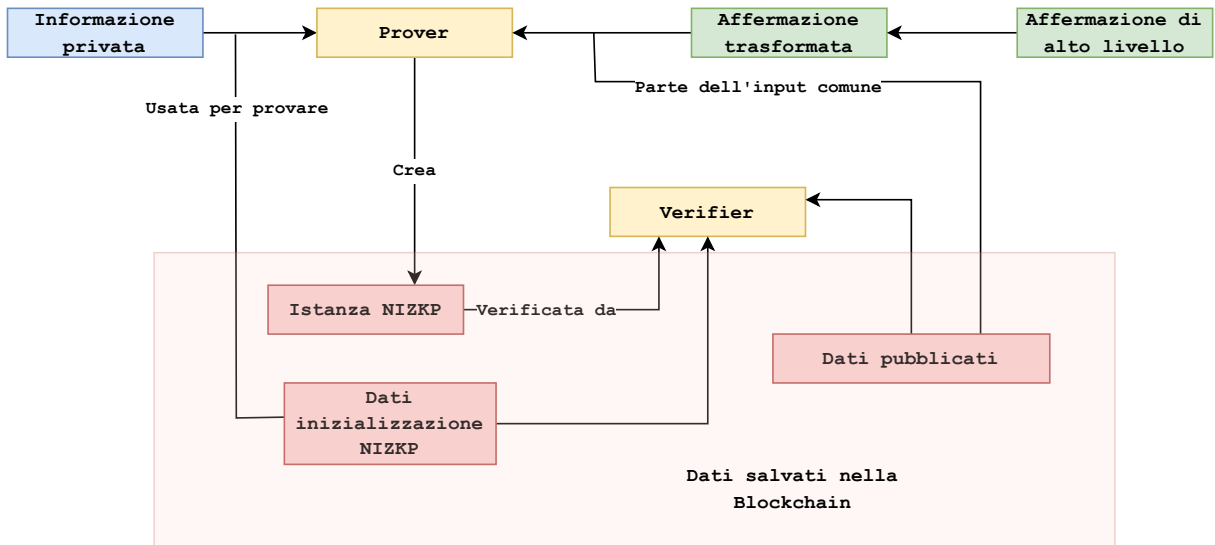 Informazione
privata
Prover
Affermazione
trasformata
Affermazione di
alto livello
Parte dell'input comune
Usata per provare
Crea
Verifier
Istanza NIZKP
Verificata da
Dati pubblicati
Dati
inizializzazione
NIZKP
Dati salvati nella
Blockchain